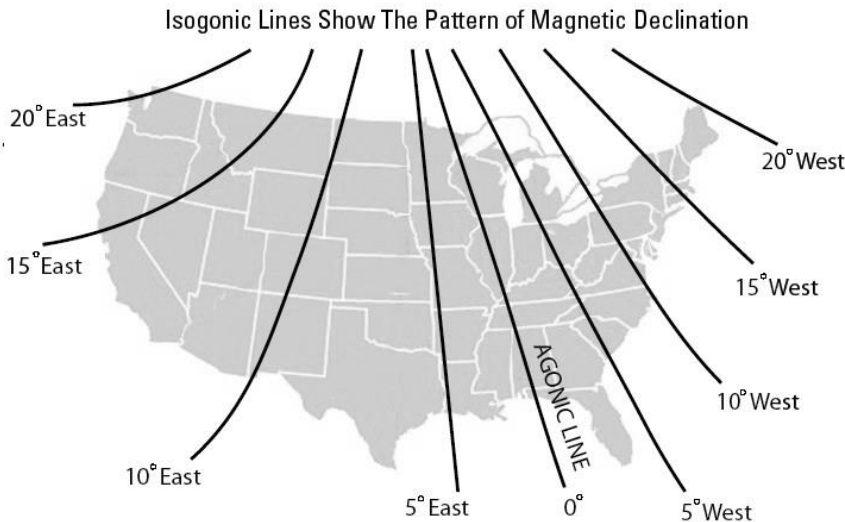 Isogonic Lines Show The Pattern of Magnetic Declination
20° East
20° West
15° East
15° West
AGONIC LINE
10° West
10° East
5° East
0°
5° West